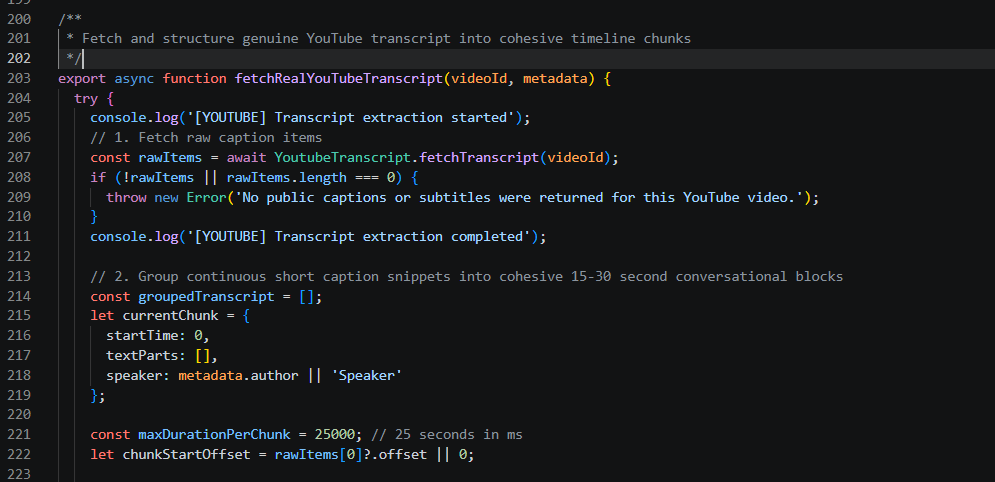 200 /**
201  * Fetch and structure genuine YouTube transcript into cohesive timeline chunks
202  */
203 export async function fetchRealYouTubeTranscript(videoId, metadata) {
204   try {
205     console.log('[YOUTUBE] Transcript extraction started');
206     // 1. Fetch raw caption items
207     const rawItems = await YoutubeTranscript.fetchTranscript(videoId);
208     if (!rawItems || rawItems.length === 0) {
209       throw new Error('No public captions or subtitles were returned for this YouTube video.');
210     }
211     console.log('[YOUTUBE] Transcript extraction completed');
212
213     // 2. Group continuous short caption snippets into cohesive 15-30 second conversational blocks
214     const groupedTranscript = [];
215     let currentChunk = {
216       startTime: 0,
217       textParts: [],
218       speaker: metadata.author || 'Speaker'
219     };
220
221     const maxDurationPerChunk = 25000; // 25 seconds in ms
222     let chunkStartOffset = rawItems[0]?.offset || 0;
223